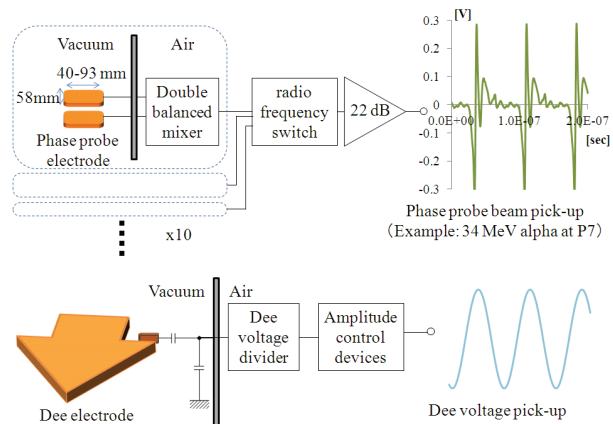 Vacuum
Air
40-93 mm
58mm
Phase probe
electrode
Double
balanced
mixer
radio
frequency
switch
22 dB
x10
[V]
0.3
0.2
0.1
0
-0.1
-0.2
-0.3
0.0E+00
1.0E-07
2.0E-07
[sec]
Phase probe beam pick-up
(Example: 34 MeV alpha at P7)
Vacuum
Air
Dee
voltage
divider
Amplitude
control
devices
Dee electrode
Dee voltage pick-up